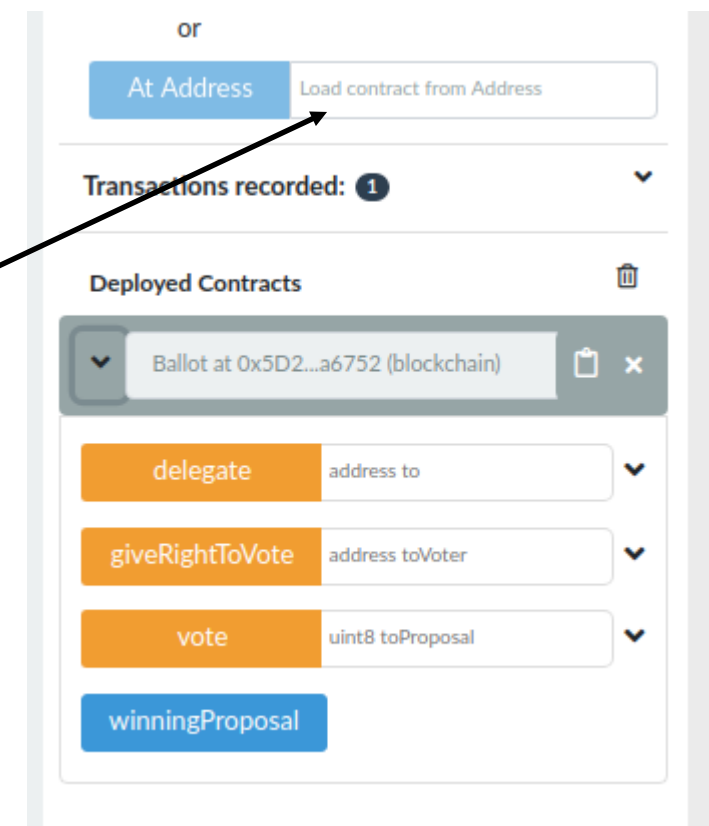 or
At Address Load contract from Address
Transactions recorded: 1
Deployed Contracts
Ballot at 0x5D2...a6752 (blockchain)
delegate address to
giveRightToVote address toVoter
vote uint8 toProposal
winningProposal